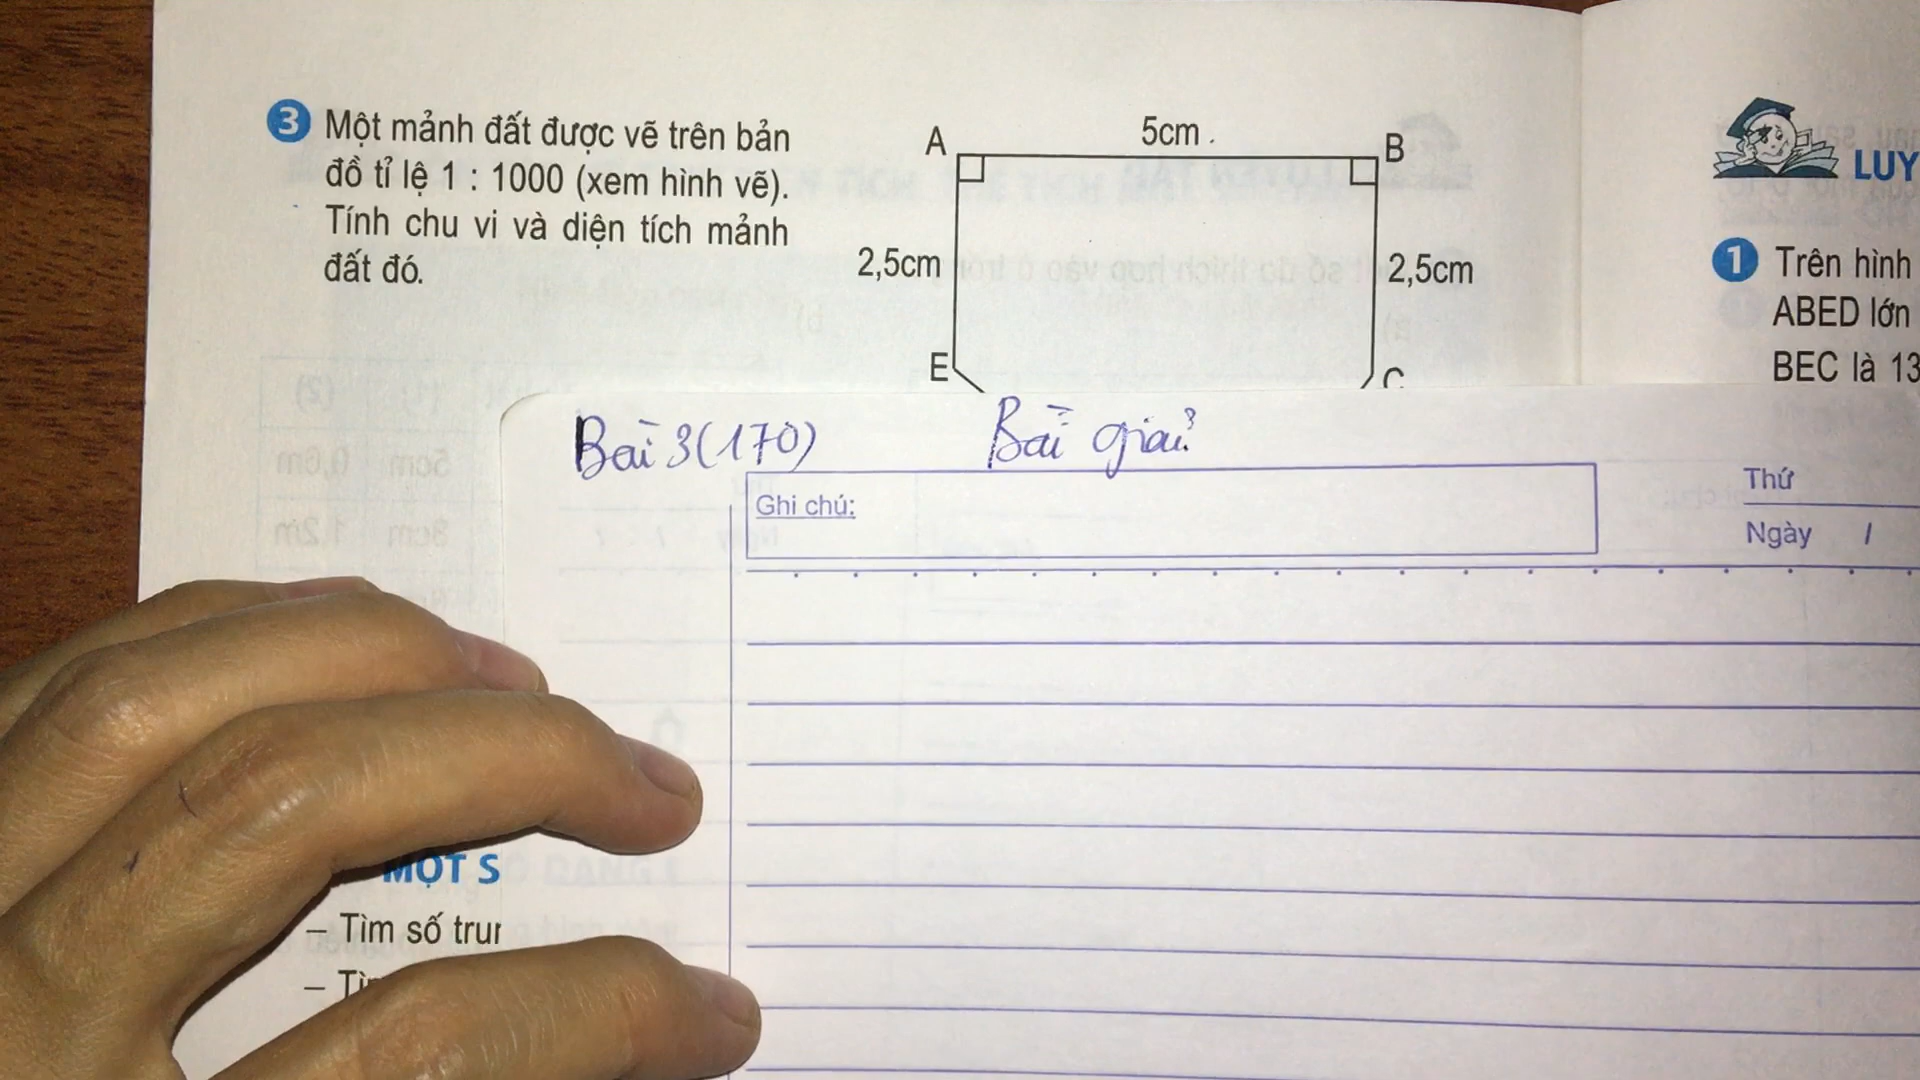 3 Một mảnh đất được vẽ trên bản
đồ tỉ lệ 1 : 1000 (xem hình vẽ).
Tính chu vi và diện tích mảnh
đất đó.
A
5cm
B
2,5cm
2,5cm
E
C
LUY
1 Trên hình
ABED lớn
BEC là 13
Bài 3 (170)
Bài giải
Ghi chú:
Thứ
Ngày /
MỘT S
– Tìm số trun